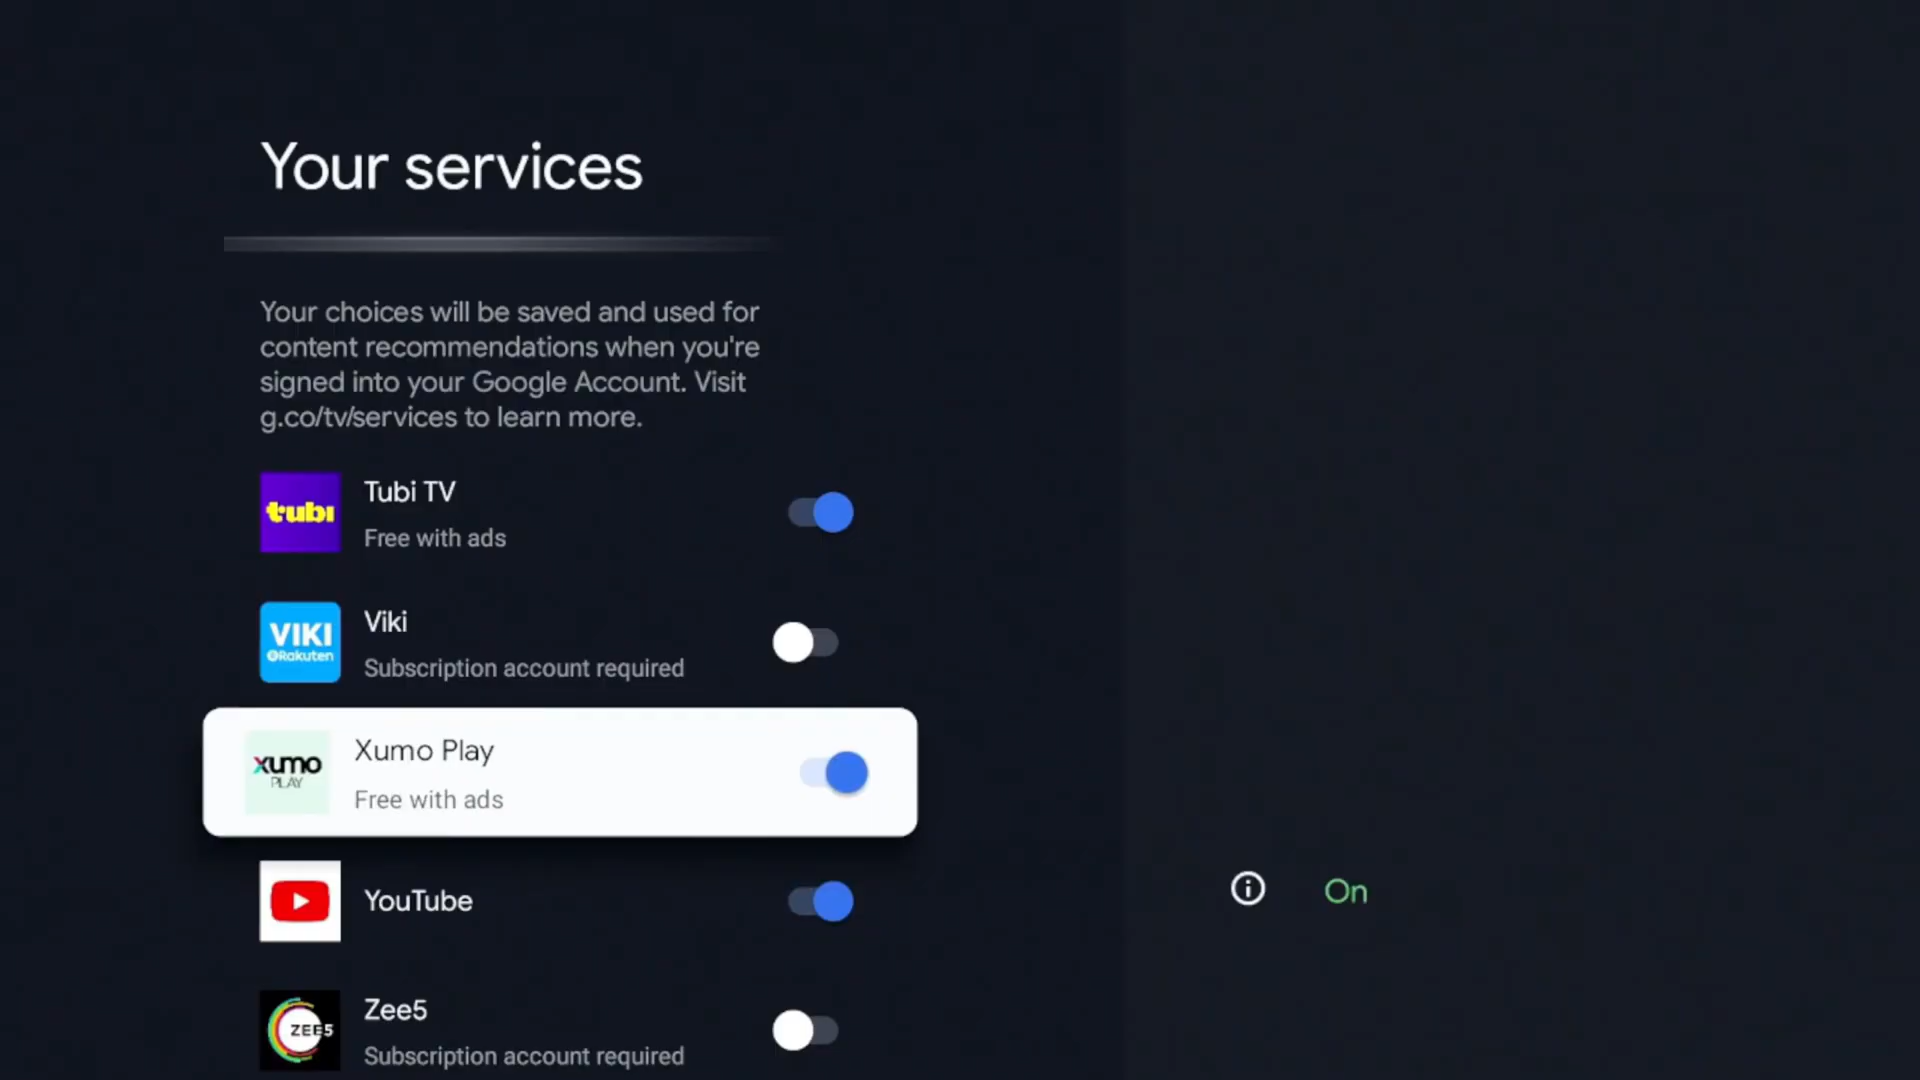 Your services
Your choices will be saved and used for
content recommendations when you're
signed into your Google Account. Visit
g.co/tv/services to learn more.
tubi
Tubi TV
Free with ads
VIKI
@Rakuten
Viki
Subscription account required
xumo
PLAY
Xumo Play
Free with ads
YouTube
On
ZEE5
Zee5
Subscription account required